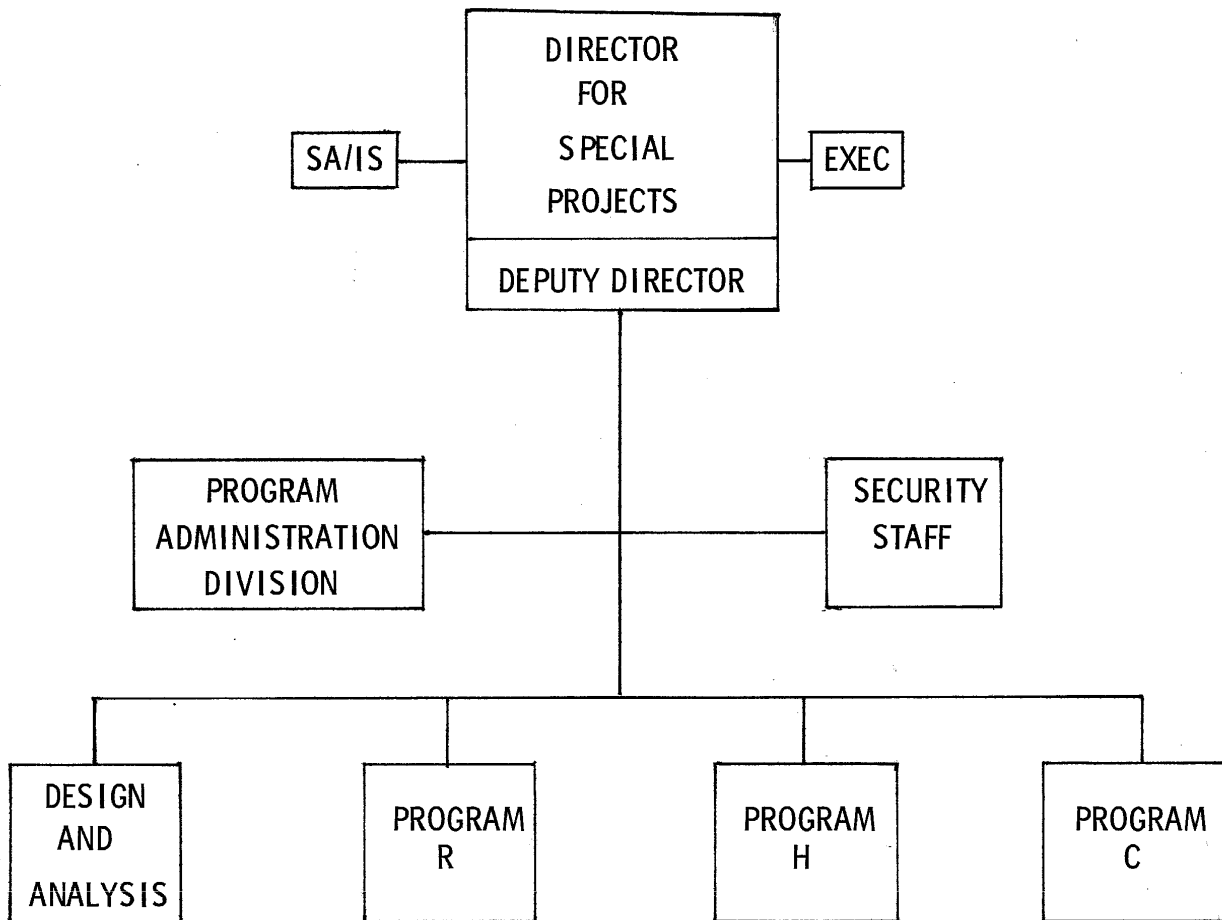 DIRECTOR
FOR
SPECIAL
PROJECTS
SA/IS
EXEC
DEPUTY DIRECTOR
PROGRAM
ADMINISTRATION
DIVISION
SECURITY
STAFF
DESIGN
AND
ANALYSIS
PROGRAM
R
PROGRAM
H
PROGRAM
C